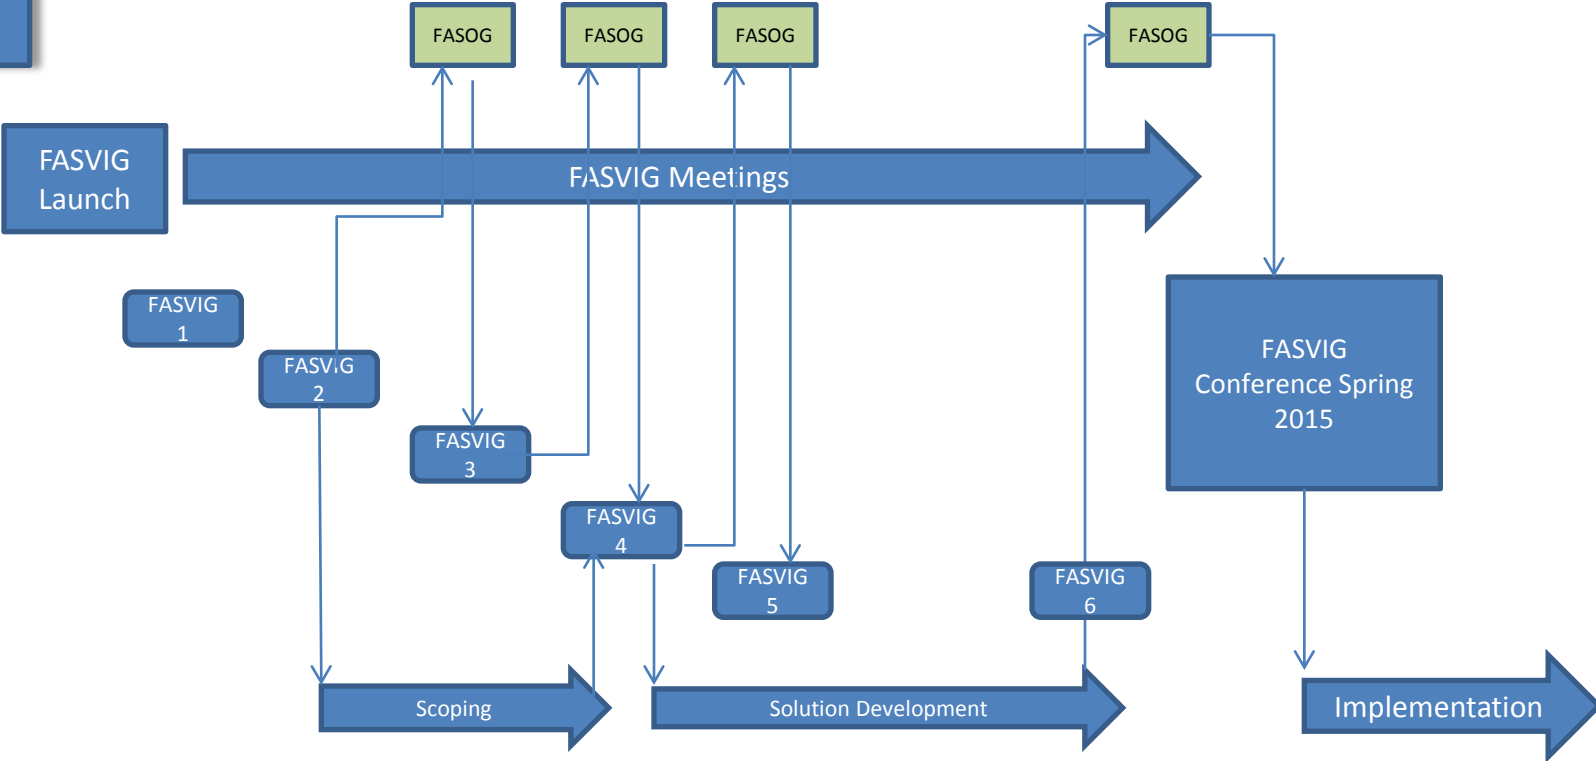 FASOG
FASOG
FASOG
FASOG
FASVIG
Launch
FASVIG Meetings
FASVIG
1
FASVIG
2
FASVIG
3
FASVIG
4
FASVIG
5
FASVIG
6
FASVIG
Conference Spring
2015
Scoping
Solution Development
Implementation